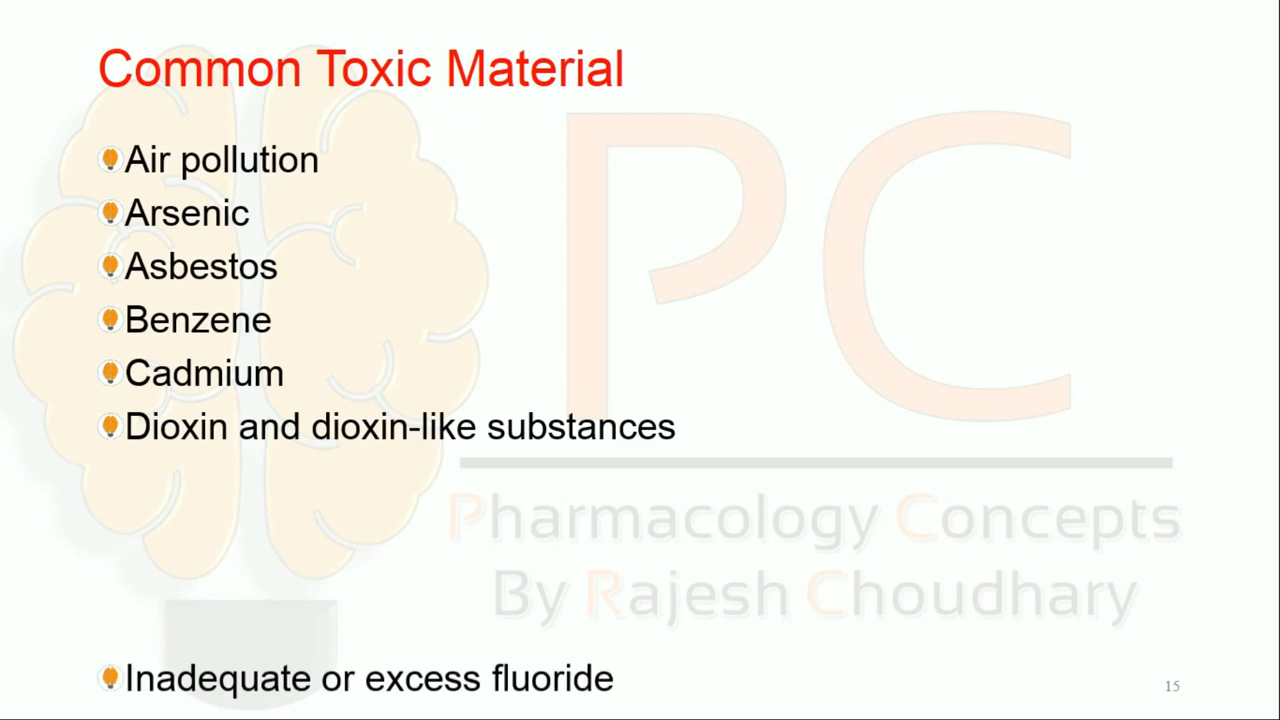 Common Toxic Material
Air pollution
Arsenic
Asbestos
Benzene
Cadmium
Dioxin and dioxin-like substances
PC
Pharmacology Concepts
By Rajesh Choudhary
Inadequate or excess fluoride
15